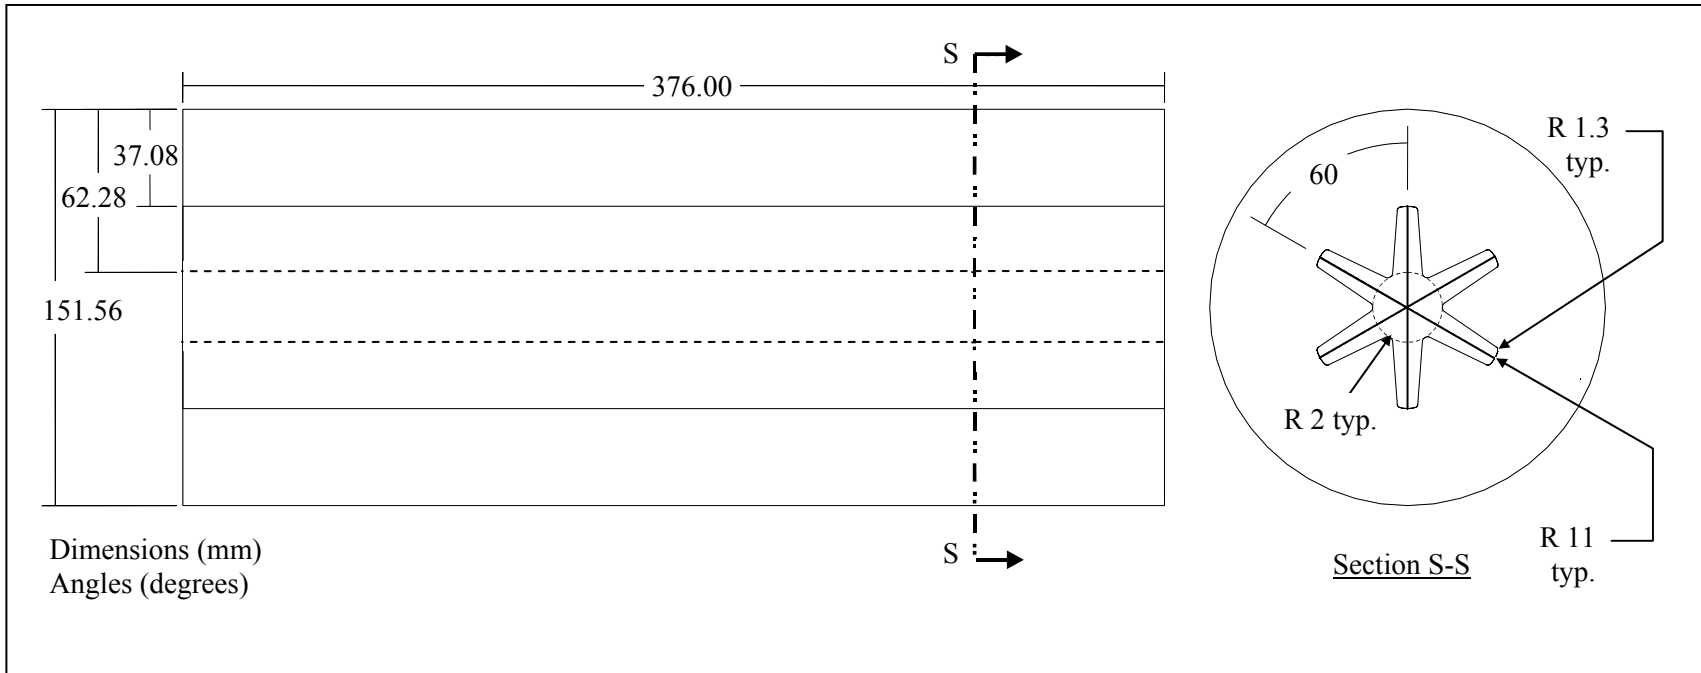 S
376.00
37.08
62.28
151.56
R 1.3
typ.
60
R 2 typ.
R 11
typ.
S
Section S-S
Dimensions (mm)
Angles (degrees)